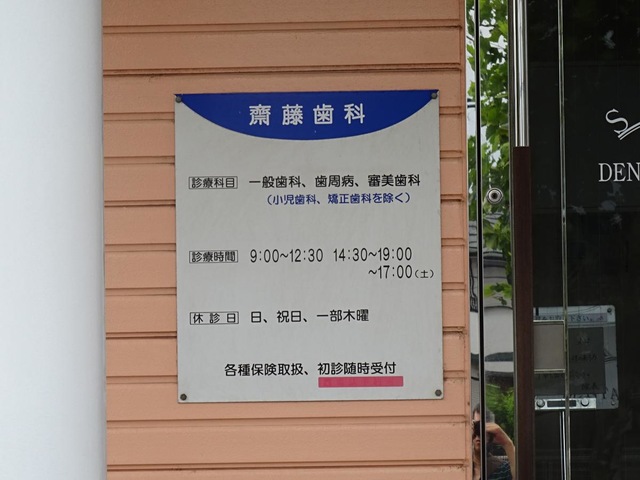 齋藤歯科
診療科目 一般歯科、歯周病、審美歯科
（小児歯科、矯正歯科を除く）
診療時間 9:00～12:30 14:30～19:00
～17:00（土）
休診日 日、祝日、一部木曜
各種保険取扱、初診随時受付
DEN